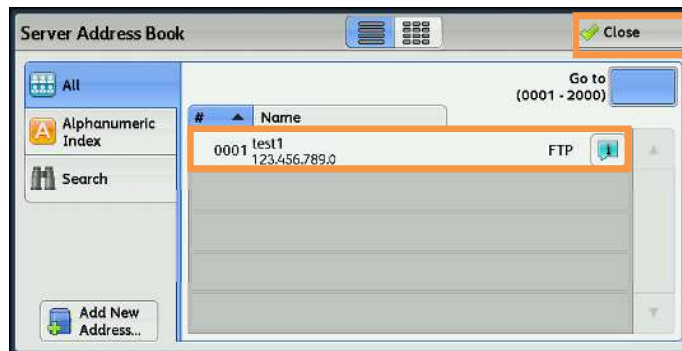 Server Address Book
Close
All
Go to
(0001 - 2000)
Alphanumeric
Index
# Name
0001 test1
123.456.789.0
FTP
Search
Add New
Address...